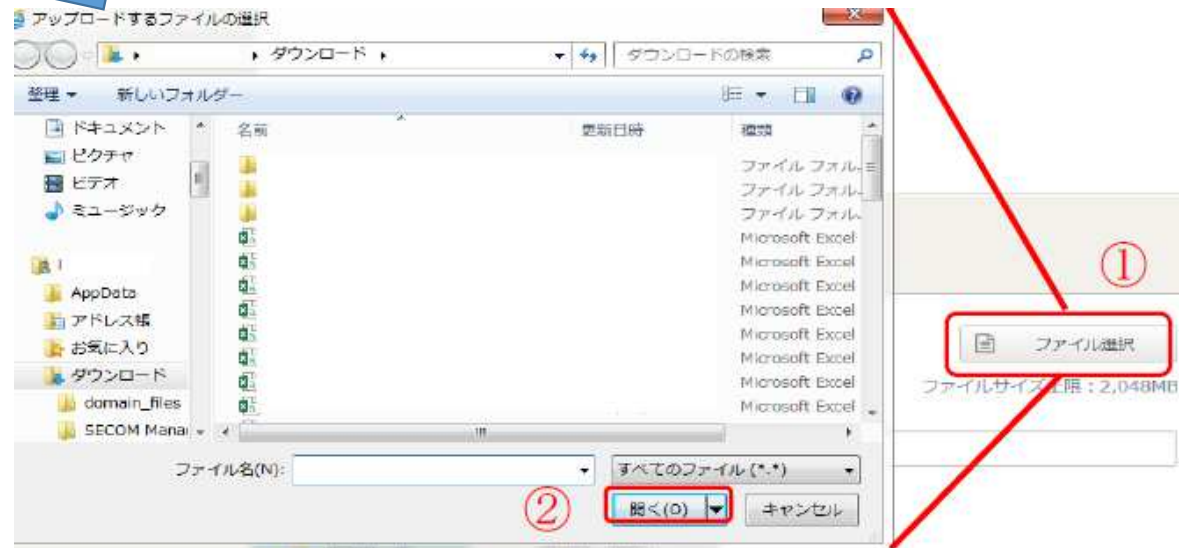 アップロードするファイルの選択
ダウンロード
ダウンロードの検索
整理
新しいフォルダー
ドキュメント
ピクチャ
ビデオ
ミュージック
AppData
アドレス帳
お気に入り
ダウンロード
domain_files
SECOM Mana
名前
更新日時
種類
ファイル フォル
ファイル フォル
ファイル フォル
Microsoft Excel
Microsoft Excel
Microsoft Excel
Microsoft Excel
Microsoft Excel
Microsoft Excel
Microsoft Excel
Microsoft Excel
ファイル名(N):
すべてのファイル (*.*)
②
開く(O)
キャンセル
①
ファイル選択
ファイルサイズ上限：2,048MB